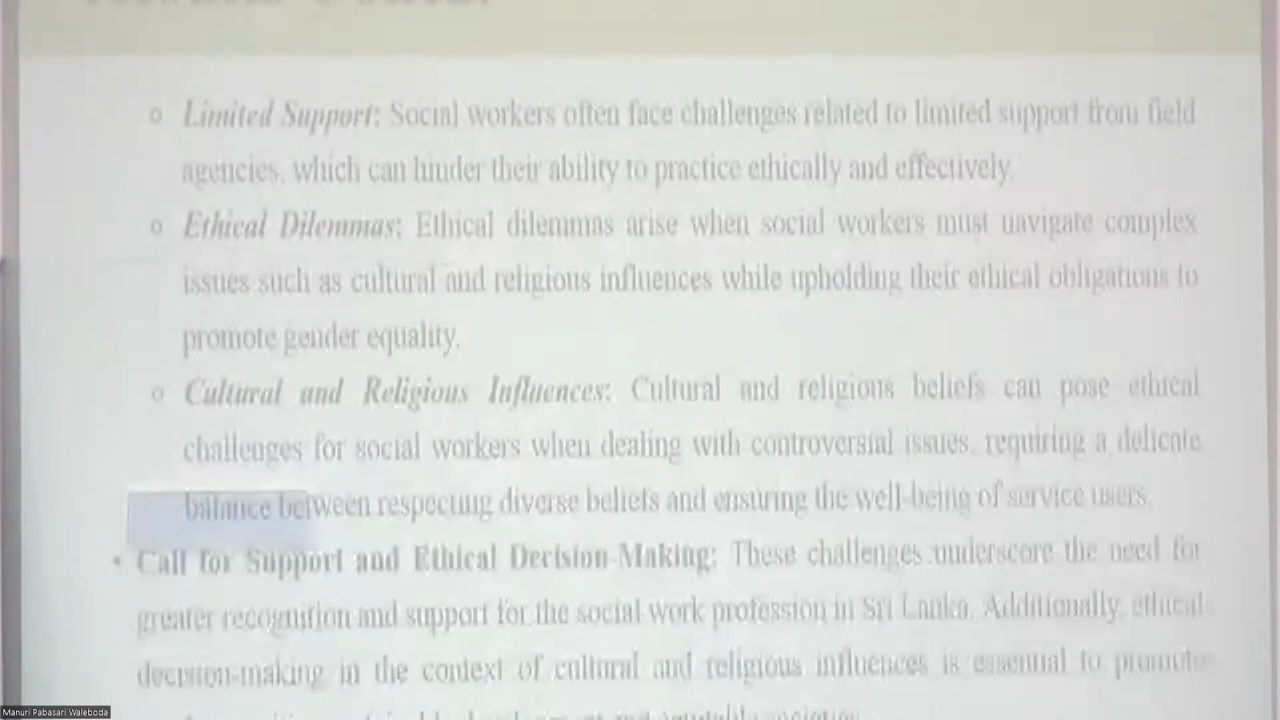 Limited Support: Social workers often face challenges related to limited support from field
agencies, which can hinder their ability to practice ethically and effectively.
Ethical Dilemmas: Ethical dilemmas arise when social workers must navigate complex
issues such as cultural and religious influences while upholding their ethical obligations to
promote gender equality.
Cultural and Religious Influences: Cultural and religious beliefs can pose ethical
challenges for social workers when dealing with controversial issues, requiring a delicate
balance between respecting diverse beliefs and ensuring the well-being of service users.
Call for Support and Ethical Decision-Making: These challenges underscore the need for
greater recognition and support for the social work profession in Sri Lanka. Additionally, ethical
decision-making in the context of cultural and religious influences is essential to promote
Manuri Pabasari Waleboda